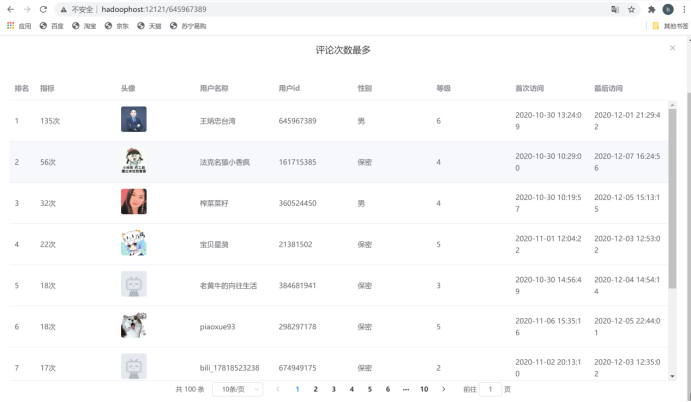 不安全 hadoophost:12121/645967389
应用 百度 淘宝 京东 天猫 苏宁易购 其他书签
评论次数最多
排名 指标 头像 用户名称 用户id 性别 等级 首次访问 最后访问
1 135次 王炳忠台湾 645967389 男 6 2020-10-30 13:24:09 2020-12-01 21:29:42
2 56次 法克名猿小香疯 161715385 保密 4 2020-10-30 10:29:00 2020-12-07 16:24:56
3 32次 榨菜菜籽 360524450 男 4 2020-10-30 10:19:57 2020-12-05 15:13:15
4 22次 宝贝星漪 21381502 保密 5 2020-11-01 12:04:22 2020-12-03 12:53:02
5 18次 老黄牛的向往生活 384681941 保密 3 2020-10-30 14:56:49 2020-12-04 14:54:14
6 18次 piaoxue93 298297178 保密 5 2020-11-06 15:35:16 2020-12-05 22:44:01
7 17次 bili_17818523238 674949175 保密 2 2020-11-02 20:13:10 2020-12-03 12:35:02
共 100 条 10条/页 1 2 3 4 5 6 ••• 10 前往 1 页